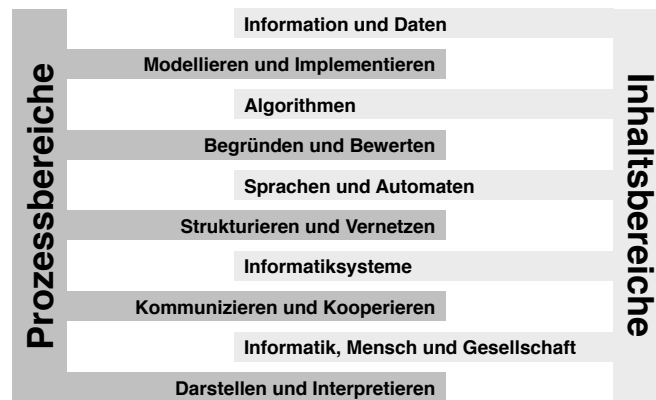 Prozessbereiche
Information und Daten
Modellieren und Implementieren
Algorithmen
Begründen und Bewerten
Sprachen und Automaten
Strukturieren und Vernetzen
Informatiksysteme
Kommunizieren und Kooperieren
Informatik, Mensch und Gesellschaft
Darstellen und Interpretieren
Inhaltsbereiche